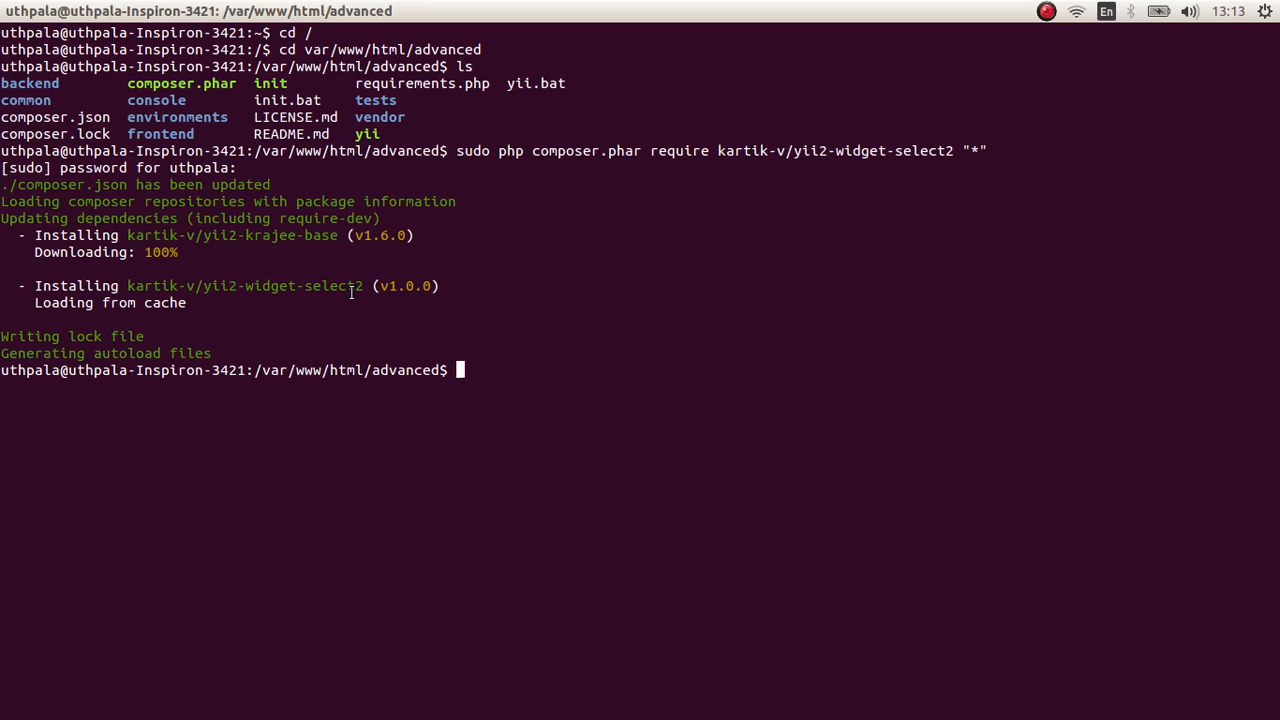 uthpala@uthpala-Inspiron-3421: /var/www/html/advanced En 13:13
uthpala@uthpala-Inspiron-3421:~$ cd /
uthpala@uthpala-Inspiron-3421:/$ cd var/www/html/advanced
uthpala@uthpala-Inspiron-3421:/var/www/html/advanced$ ls
backend composer.phar init requirements.php yii.bat
common console init.bat tests
composer.json environments LICENSE.md vendor
composer.lock frontend README.md yii
uthpala@uthpala-Inspiron-3421:/var/www/html/advanced$ sudo php composer.phar require kartik-v/yii2-widget-select2 "*"
[sudo] password for uthpala:
./composer.json has been updated
Loading composer repositories with package information
Updating dependencies (including require-dev)
- Installing kartik-v/yii2-krajee-base (v1.6.0)
Downloading: 100%
- Installing kartik-v/yii2-widget-select2 (v1.0.0)
Loading from cache
Writing lock file
Generating autoload files
uthpala@uthpala-Inspiron-3421:/var/www/html/advanced$